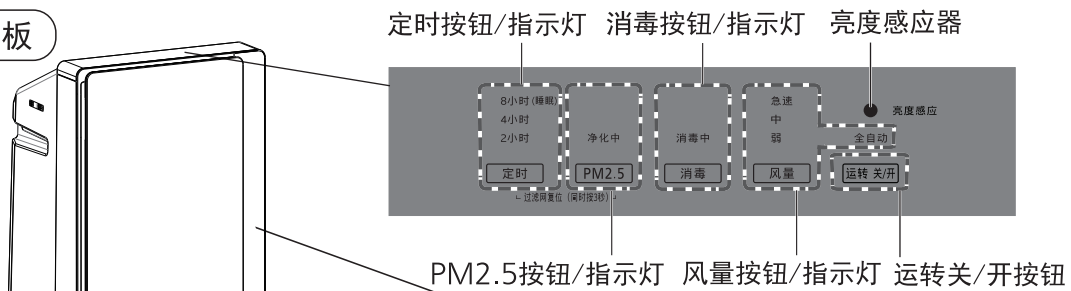 板
定时按钮/指示灯 消毒按钮/指示灯 亮度感应器
8小时(睡眠) 急速
4小时 中 亮度感应
2小时 净化中 消毒中 弱 全自动
定时 PM2.5 消毒 风量 运转 关/开
过滤网复位 (同时按3秒)
PM2.5按钮/指示灯 风量按钮/指示灯 运转关/开按钮